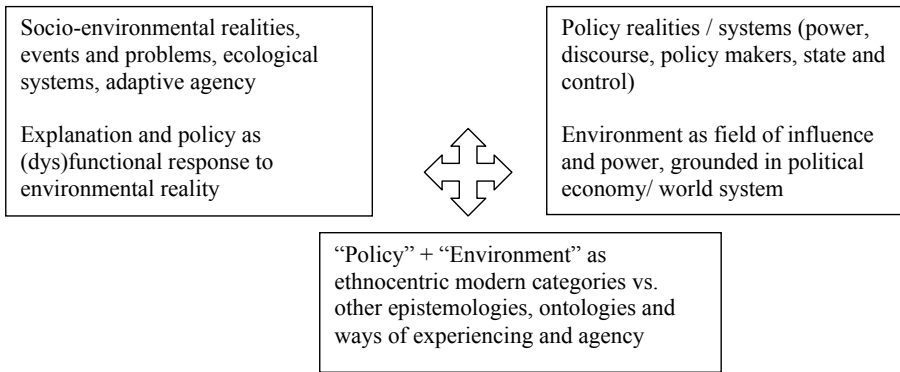 Socio-environmental realities,
events and problems, ecological
systems, adaptive agency
Explanation and policy as
(dys)functional response to
environmental reality
Policy realities / systems (power,
discourse, policy makers, state and
control)
Environment as field of influence
and power, grounded in political
economy/ world system
“Policy” + “Environment” as
ethnocentric modern categories vs.
other epistemologies, ontologies and
ways of experiencing and agency